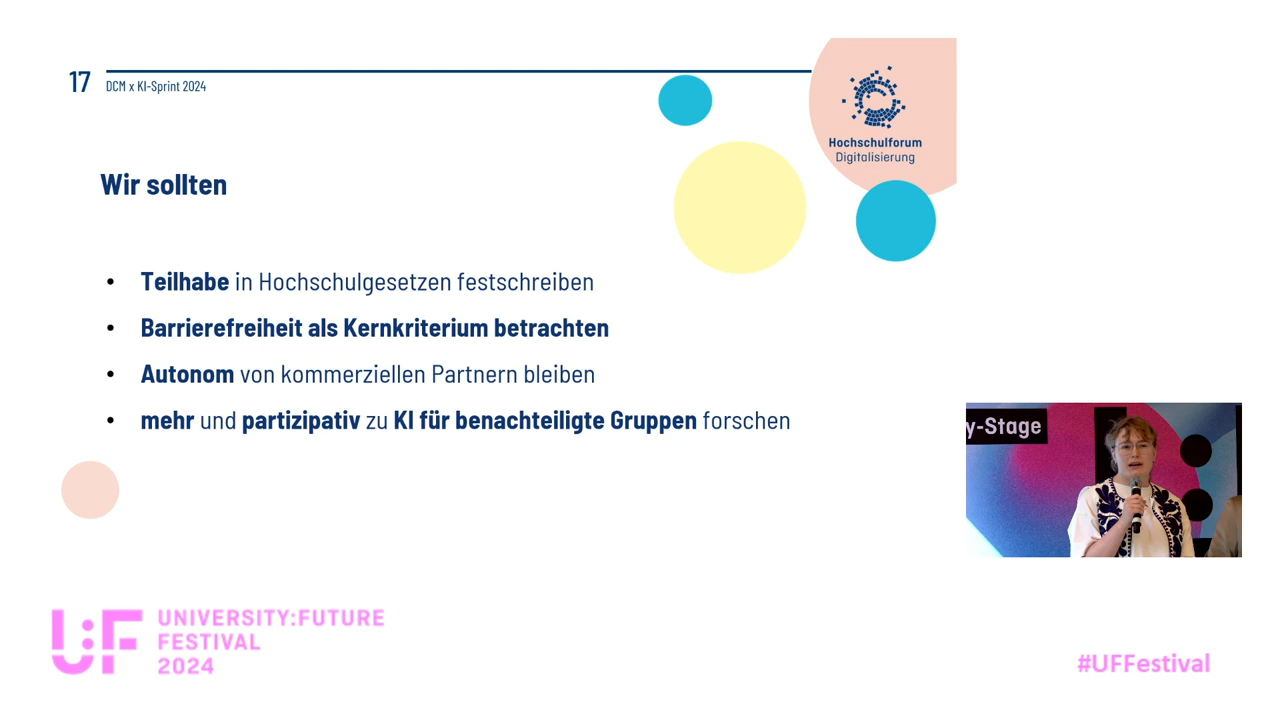 17
DCM x KI-Sprint 2024
Hochschulforum
Digitalisierung
Wir sollten
• Teilhabe in Hochschulgesetzen festschreiben
• Barrierefreiheit als Kernkriterium betrachten
• Autonom von kommerziellen Partnern bleiben
• mehr und partizipativ zu KI für benachteiligte Gruppen forschen
y-Stage
U:F
UNIVERSITY:FUTURE
FESTIVAL
2024
#UFFestival